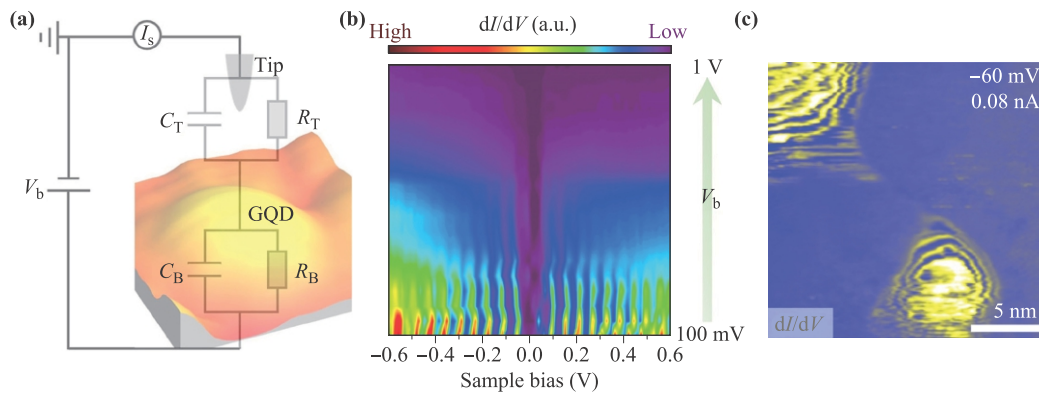 (a)
I_s
Tip
C_T
R_T
V_b
GQD
C_B
R_B
(b)
dI/dV (a.u.)
High
Low
1 V
V_b
100 mV
−0.6 −0.4 −0.2 0.0 0.2 0.4 0.6
Sample bias (V)
(c)
−60 mV
0.08 nA
dI/dV
5 nm